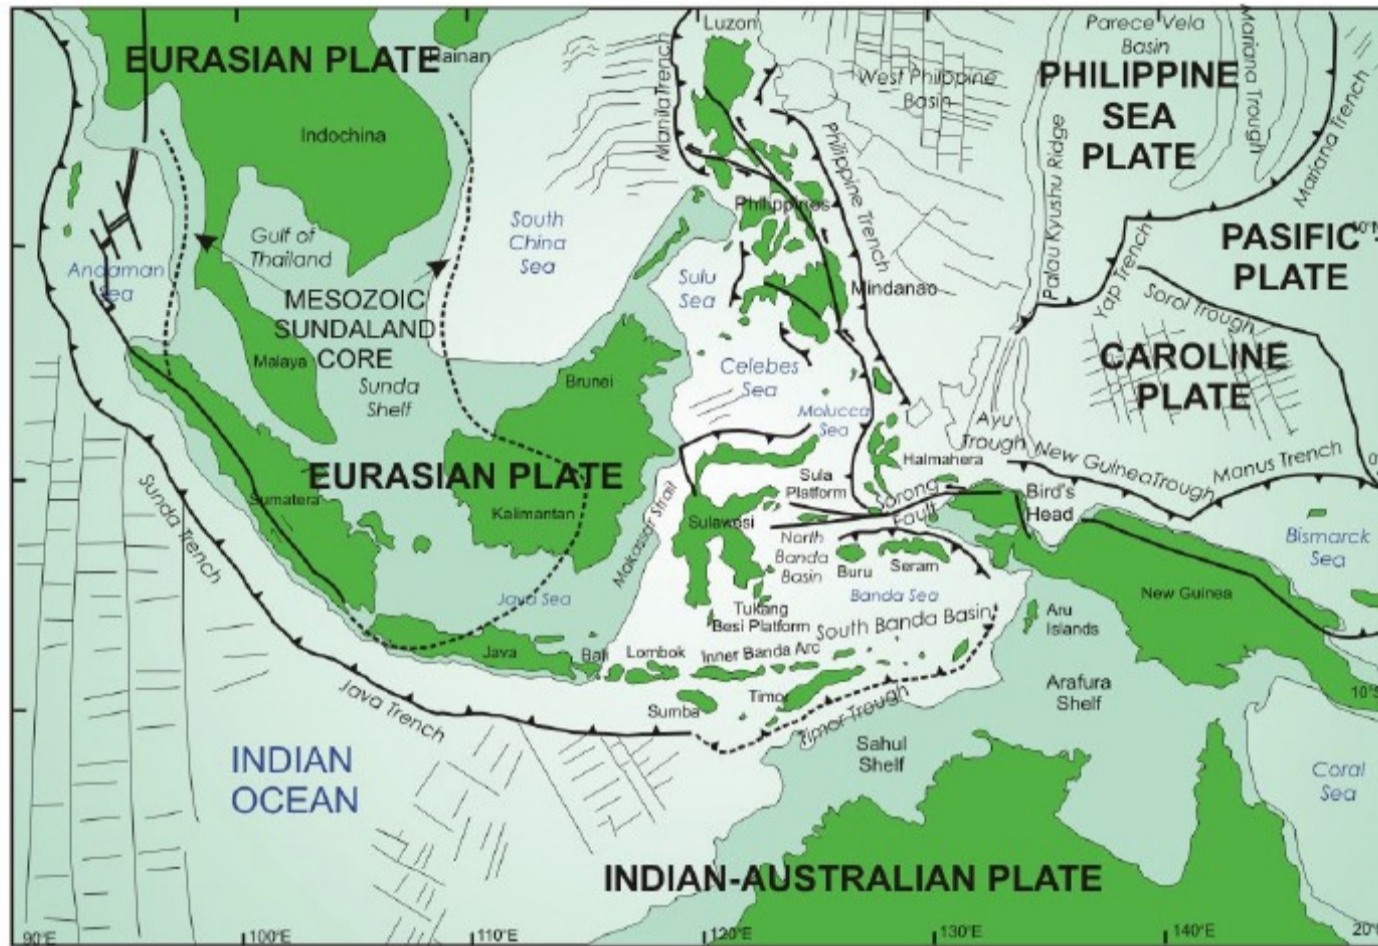 Luzon
Parece Vela
Basin
Mariana Trough
EURASIAN PLATE
Hainan
West Philippine
Basin
PHILIPPINE
SEA
PLATE
Manila Trench
Indochina
Philippine Trench
Palau Kyushu Ridge
Mariana Trench
Philippines
South
China
Sea
Gulf of
Thailand
Andaman
Sea
Sulu
Sea
Mindanao
Yap Trench
PASIFIC
PLATE
10°N
Sorol Trough
MESOZOIC
SUNDALAND
CORE
Malaya
Sunda
Shelf
Brunei
Celebes
Sea
CAROLINE
PLATE
Molucca
Sea
Ayu
Trough
New Guinea Trough
Manus Trench
Halmahera
EURASIAN PLATE
Sula
Platform
Sorong
Fault
Bird's
Head
0°
Sumatera
Kalimantan
Makassar Strait
Sulawesi
North
Banda
Basin
Buru
Seram
Bismarck
Sea
Sunda Trench
Java Sea
Banda Sea
New Guinea
Tukang
Besi Platform
South Banda Basin
Aru
Islands
Java
Bali
Lombok
Inner Banda Arc
Java Trench
Sumba
Timor
Timor Trough
Arafura
Shelf
10°S
Sahul
Shelf
INDIAN
OCEAN
Coral
Sea
INDIAN-AUSTRALIAN PLATE
90°E
100°E
110°E
120°E
130°E
140°E
20°